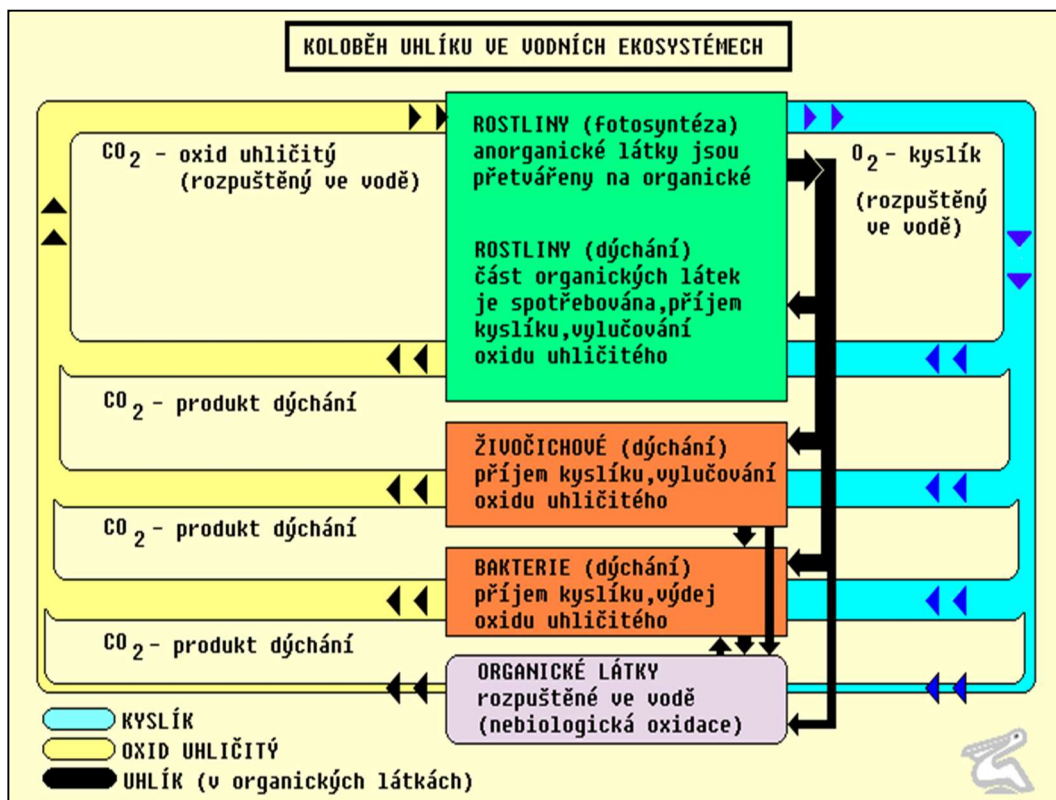 KOLOBĚH UHLÍKU VE VODNÍCH EKOSYSTÉMECH
CO2 - oxid uhličitý
(rozpuštěný ve vodě)
ROSTLINY (fotosyntéza)
anorganické látky jsou
přetvářeny na organické
O2 - kyslík
(rozpuštěný
ve vodě)
ROSTLINY (dýchání)
část organických látek
je spotřebována,příjem
kyslíku,vylučování
oxidu uhličitého
CO2 - produkt dýchání
ŽIVOČICHOVÉ (dýchání)
příjem kyslíku,vylučování
oxidu uhličitého
CO2 - produkt dýchání
BAKTERIE (dýchání)
příjem kyslíku,výdej
oxidu uhličitého
CO2 - produkt dýchání
ORGANICKÉ LÁTKY
rozpuštěné ve vodě
(nebiologická oxidace)
KYSLÍK
OXID UHLIČITÝ
UHLÍK (v organických látkách)